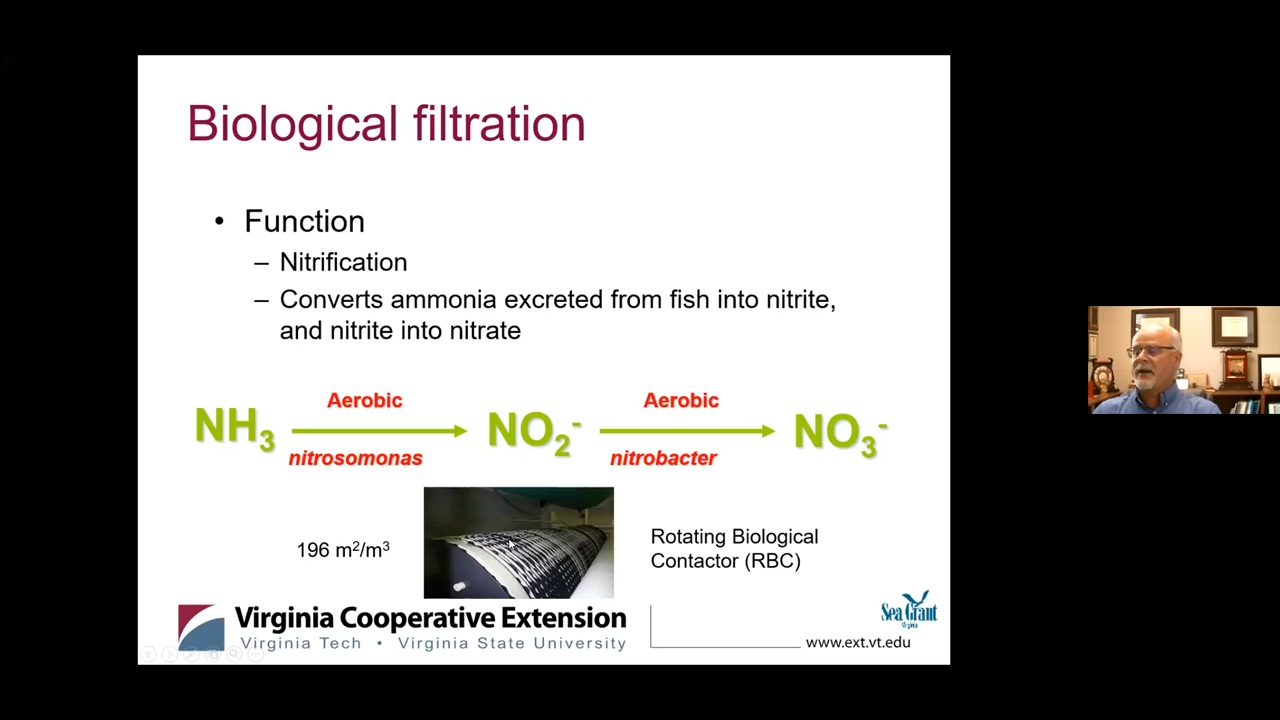 Biological filtration
• Function
– Nitrification
– Converts ammonia excreted from fish into nitrite,
and nitrite into nitrate
Aerobic Aerobic
NH₃ NO₂⁻ NO₃⁻
nitrosomonas nitrobacter
196 m²/m³
Rotating Biological
Contactor (RBC)
Virginia Cooperative Extension
Virginia Tech • Virginia State University
Sea Grant
Virginia
www.ext.vt.edu